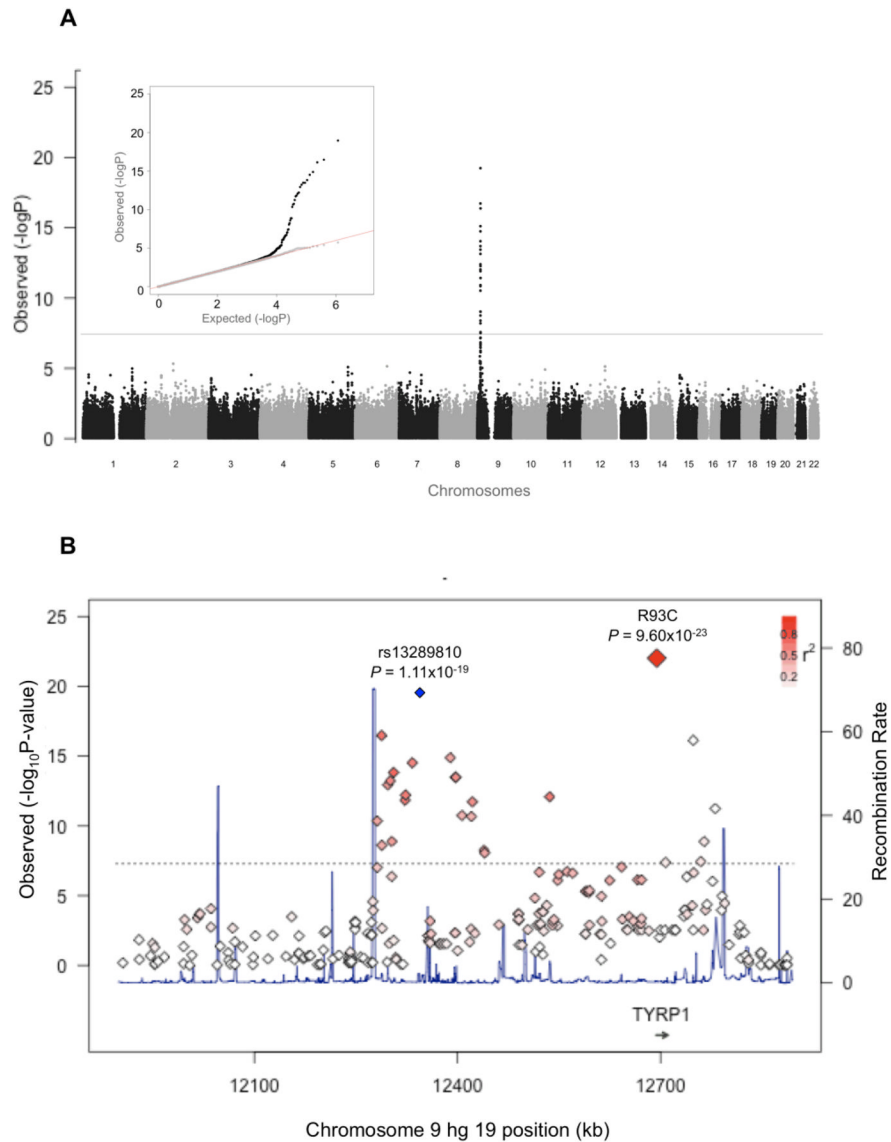 A
25
20
15
10
5
0
Observed (-logP)
25
20
15
10
5
0
Observed (-logP)
0 2 4 6
Expected (-logP)
1 2 3 4 5 6 7 8 9 10 11 12 13 14 15 16 17 18 19 20 21 22
Chromosomes
B
25
20
15
10
5
0
Observed (-log10P-value)
rs13289810
P = 1.11x10-19
R93C
P = 9.60x10-23
0.8
0.5
0.2
r2
80
60
40
20
0
Recombination Rate
TYRP1
12100 12400 12700
Chromosome 9 hg 19 position (kb)